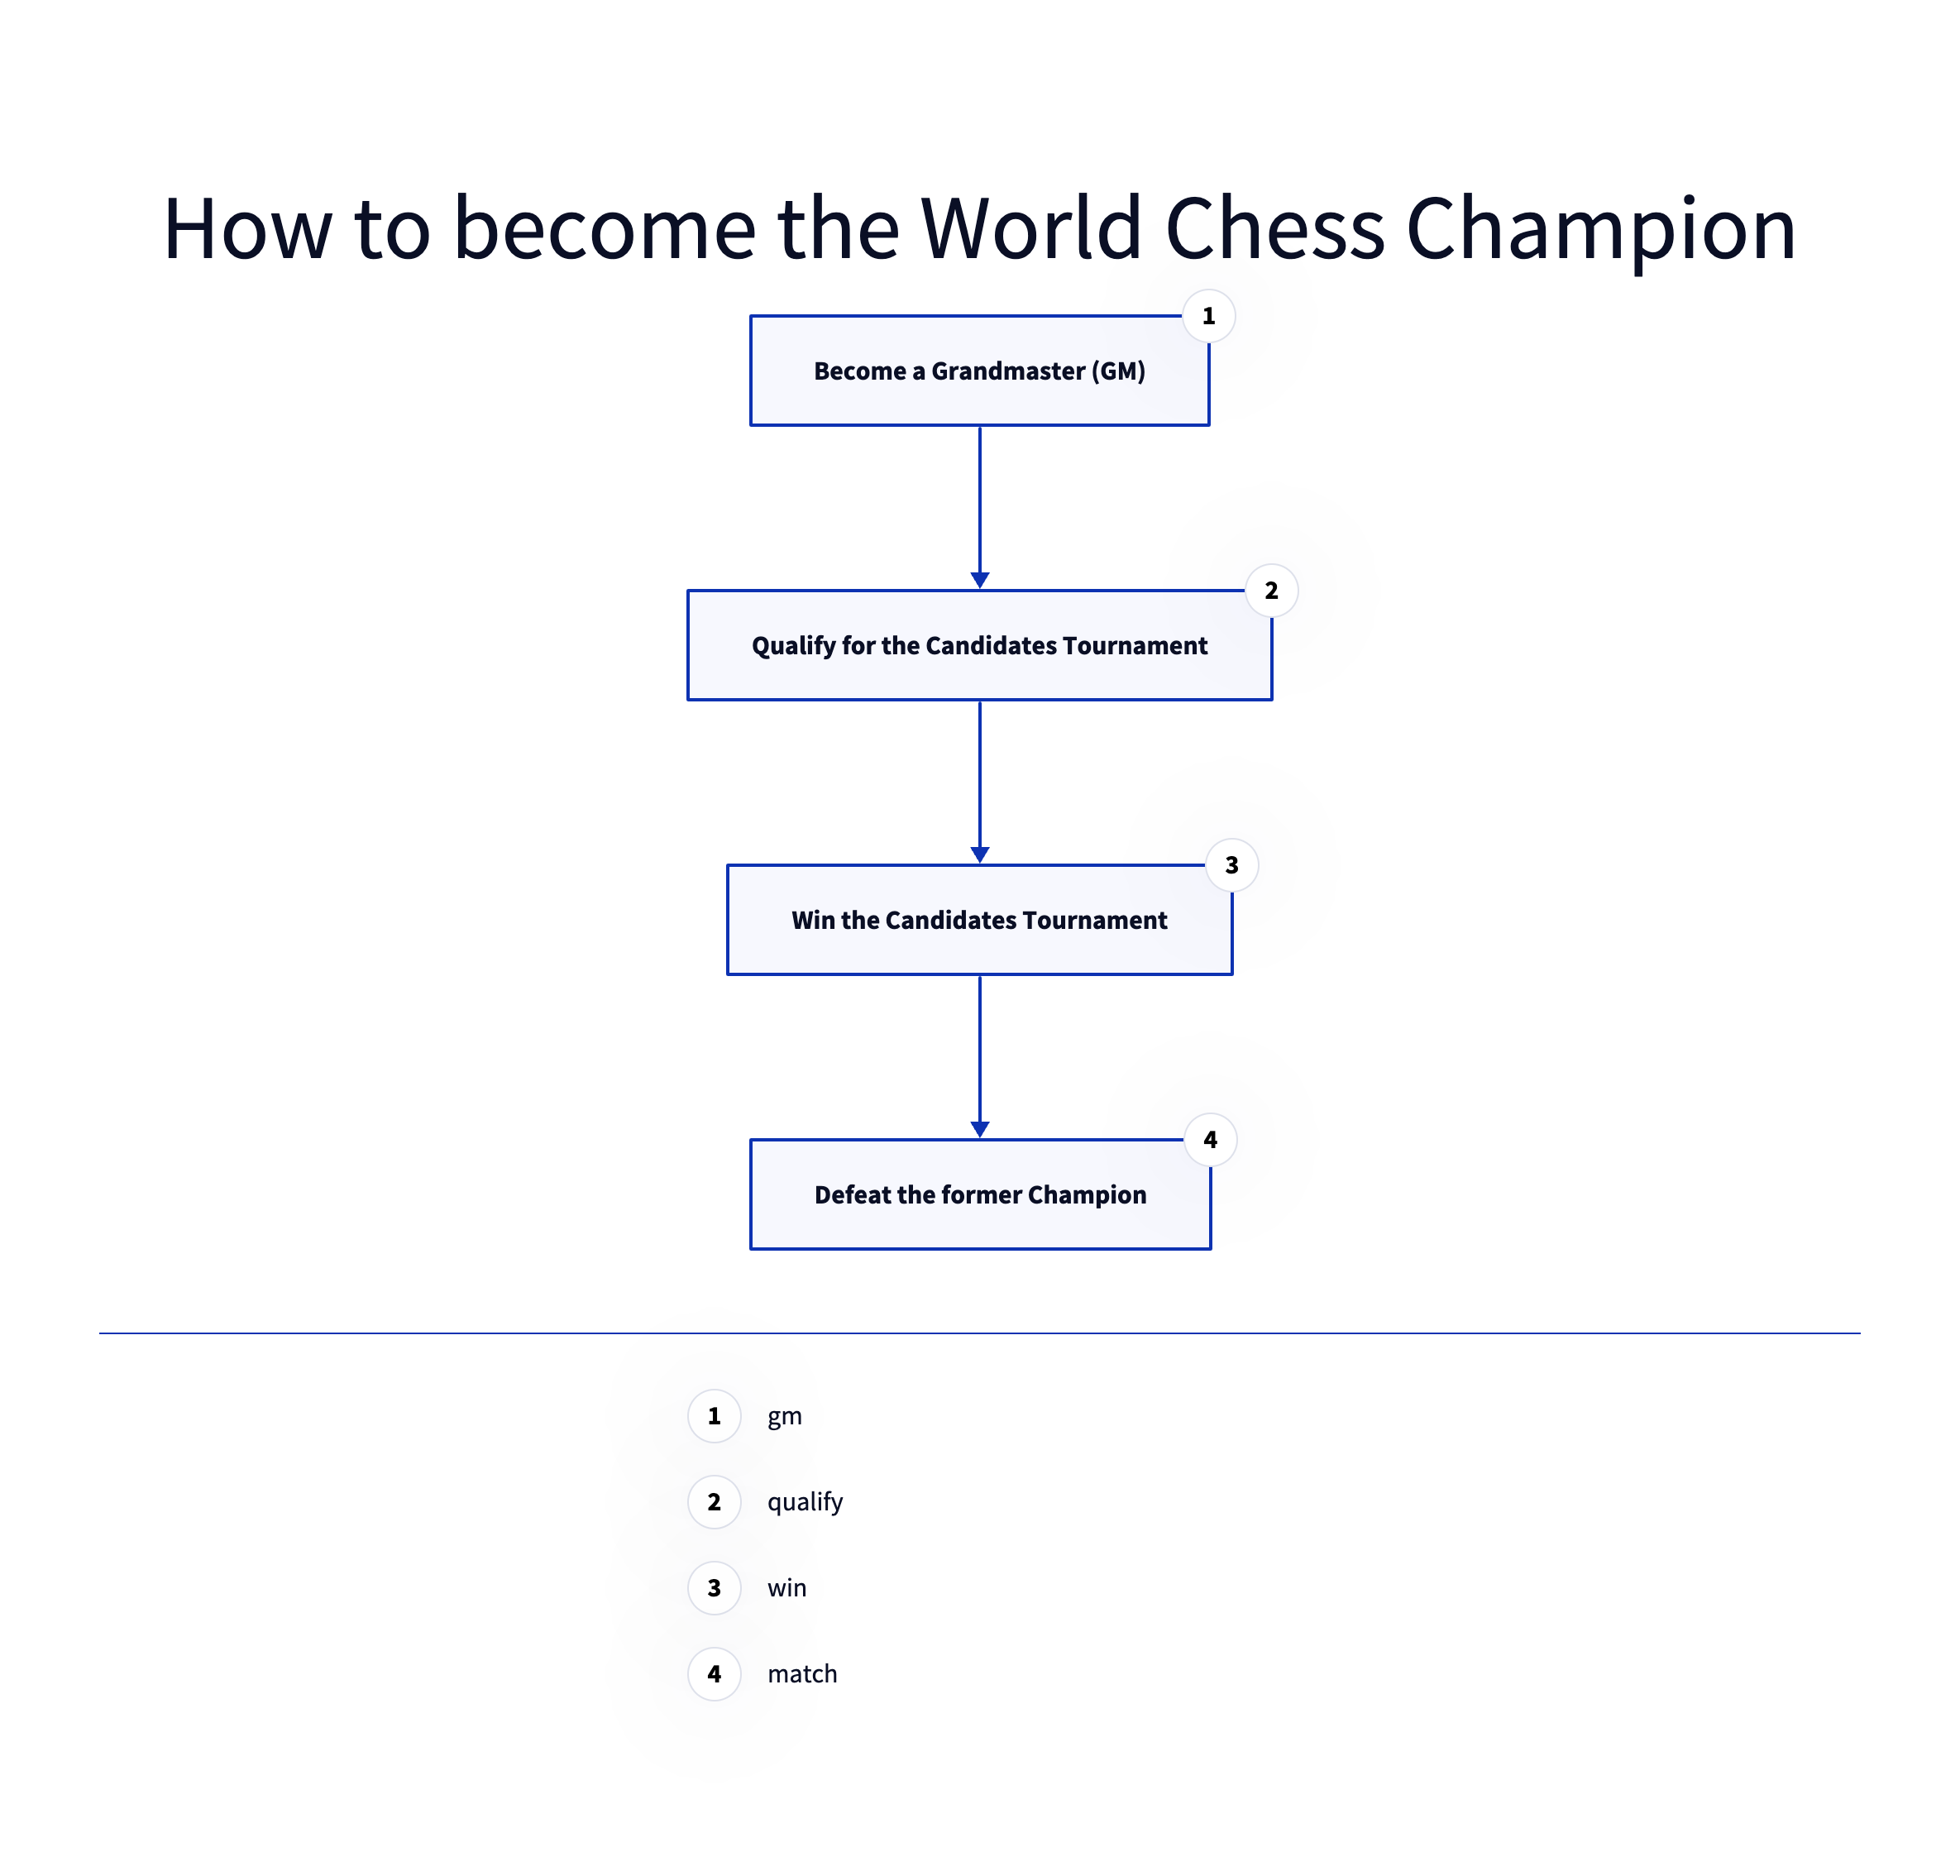 How to become the World Chess Champion
1
Become a Grandmaster (GM)
2
Qualify for the Candidates Tournament
3
Win the Candidates Tournament
4
Defeat the former Champion
1 gm
2 qualify
3 win
4 match